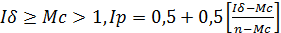 Iδ ≥ Mc > 1, Ip = 0,5 + 0,5 [Iδ−Mc / n−Mc]